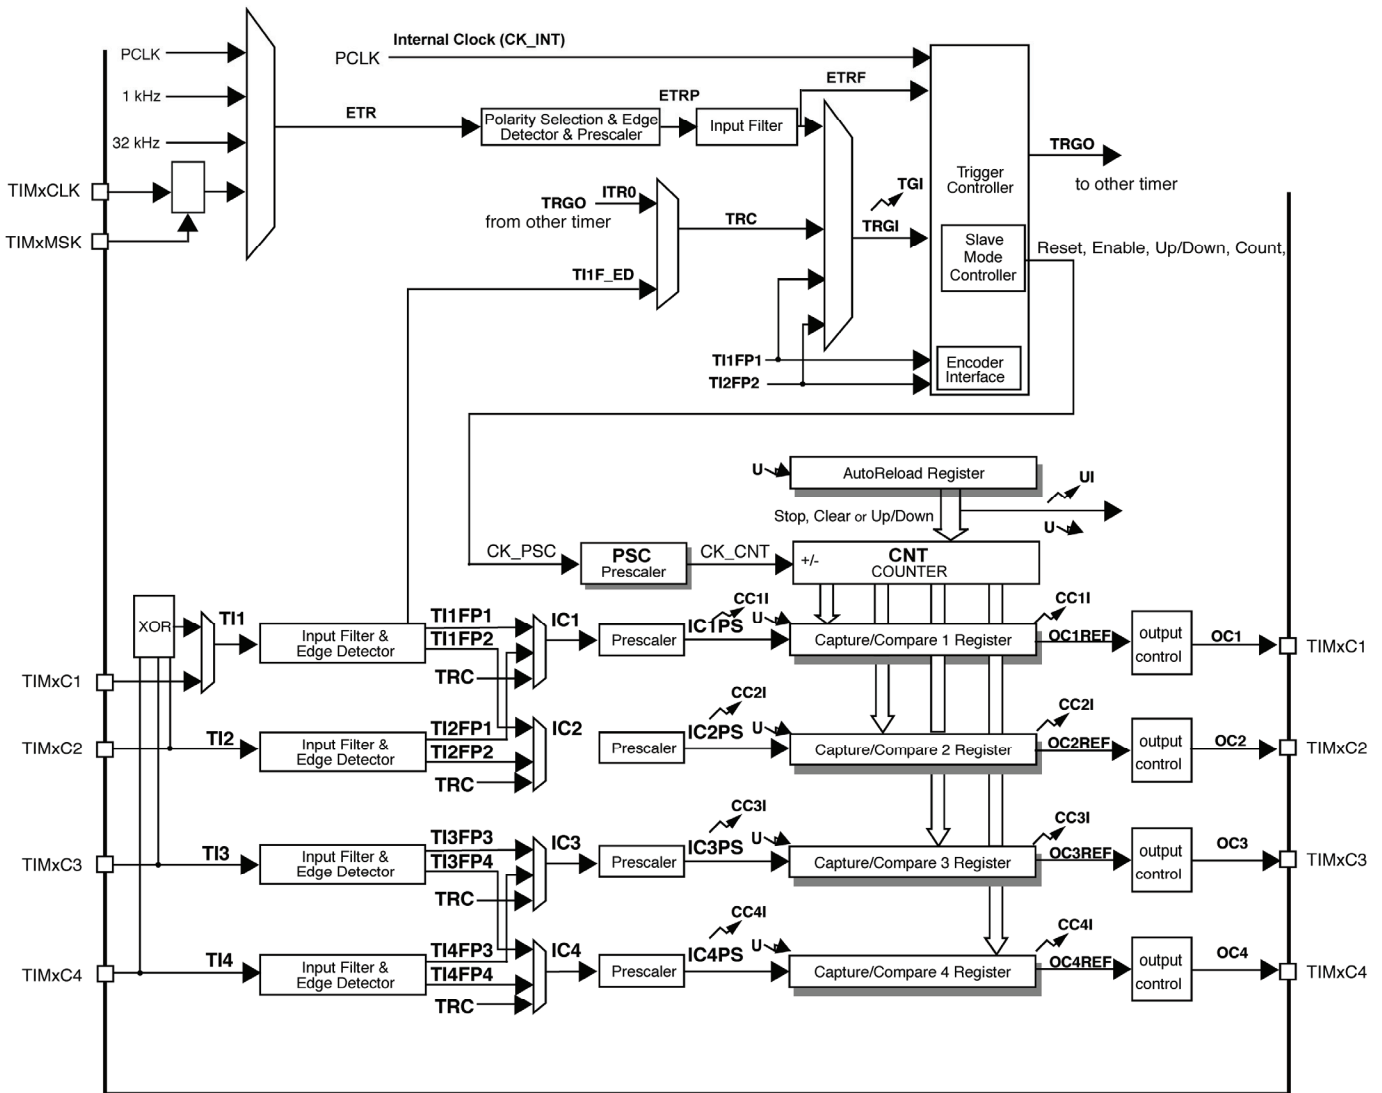 Internal Clock (CK_INT)
PCLK
PCLK
ETRF
1 kHz
ETR
ETRP
Polarity Selection & Edge
Detector & Prescaler
Input Filter
32 kHz
TRGO
to other timer
Trigger
Controller
TIMxCLK
TIMxMSK
ITR0
TRGO
from other timer
TRC
TGI
TRGI
Slave
Mode
Controller
Reset, Enable, Up/Down, Count,
TI1F_ED
TI1FP1
TI2FP2
Encoder
Interface
U
AutoReload Register
UI
Stop, Clear or Up/Down
U
CK_PSC
PSC
Prescaler
CK_CNT
+/-
CNT
COUNTER
XOR
TI1
Input Filter &
Edge Detector
TI1FP1
TI1FP2
TRC
IC1
Prescaler
CC1I
IC1PS
U
Capture/Compare 1 Register
CC1I
OC1REF
output
control
OC1
TIMxC1
TIMxC1
TIMxC2
TI2
Input Filter &
Edge Detector
TI2FP1
TI2FP2
TRC
IC2
Prescaler
CC2I
IC2PS
U
Capture/Compare 2 Register
CC2I
OC2REF
output
control
OC2
TIMxC2
TIMxC3
TI3
Input Filter &
Edge Detector
TI3FP3
TI3FP4
TRC
IC3
Prescaler
CC3I
IC3PS
U
Capture/Compare 3 Register
CC3I
OC3REF
output
control
OC3
TIMxC3
TIMxC4
TI4
Input Filter &
Edge Detector
TI4FP3
TI4FP4
TRC
IC4
Prescaler
CC4I
IC4PS
U
Capture/Compare 4 Register
CC4I
OC4REF
output
control
OC4
TIMxC4